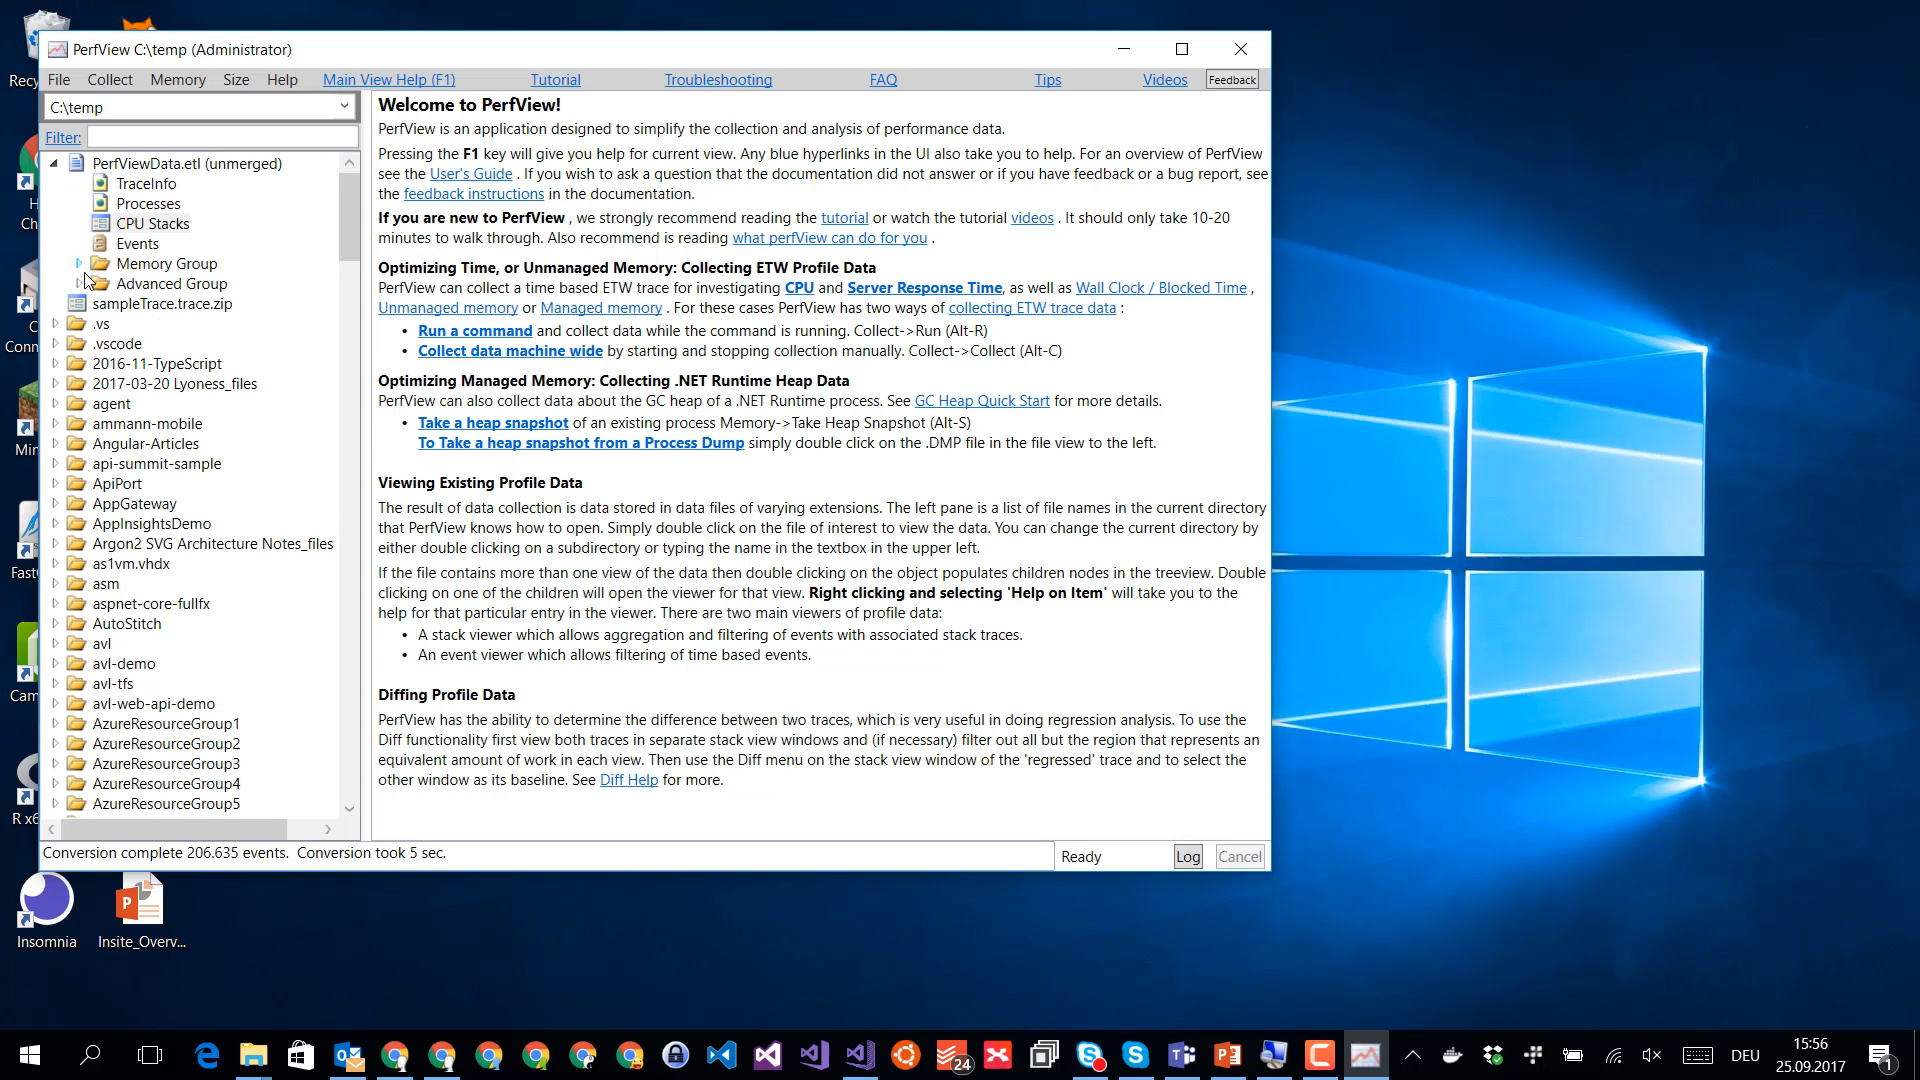 PerfView C:\temp (Administrator)
File Collect Memory Size Help Main View Help (F1) Tutorial Troubleshooting FAQ Tips Videos Feedback
C:\temp
Filter:
PerfViewData.etl (unmerged)
TraceInfo
Processes
CPU Stacks
Events
Memory Group
Advanced Group
sampleTrace.trace.zip
.vs
.vscode
2016-11-TypeScript
2017-03-20 Lyoness_files
agent
ammann-mobile
Angular-Articles
api-summit-sample
ApiPort
AppGateway
AppInsightsDemo
Argon2 SVG Architecture Notes_files
as1vm.vhdx
asm
aspnet-core-fullfx
AutoStitch
avl
avl-demo
avl-tfs
avl-web-api-demo
AzureResourceGroup1
AzureResourceGroup2
AzureResourceGroup3
AzureResourceGroup4
AzureResourceGroup5
Welcome to PerfView!
PerfView is an application designed to simplify the collection and analysis of performance data.
Pressing the F1 key will give you help for current view. Any blue hyperlinks in the UI also take you to help. For an overview of PerfView
see the User's Guide . If you wish to ask a question that the documentation did not answer or if you have feedback or a bug report, see
the feedback instructions in the documentation.
If you are new to PerfView , we strongly recommend reading the tutorial or watch the tutorial videos . It should only take 10-20
minutes to walk through. Also recommend is reading what perfView can do for you .
Optimizing Time, or Unmanaged Memory: Collecting ETW Profile Data
PerfView can collect a time based ETW trace for investigating CPU and Server Response Time, as well as Wall Clock / Blocked Time ,
Unmanaged memory or Managed memory . For these cases PerfView has two ways of collecting ETW trace data :
• Run a command and collect data while the command is running. Collect->Run (Alt-R)
• Collect data machine wide by starting and stopping collection manually. Collect->Collect (Alt-C)
Optimizing Managed Memory: Collecting .NET Runtime Heap Data
PerfView can also collect data about the GC heap of a .NET Runtime process. See GC Heap Quick Start for more details.
• Take a heap snapshot of an existing process Memory->Take Heap Snapshot (Alt-S)
To Take a heap snapshot from a Process Dump simply double click on the .DMP file in the file view to the left.
Viewing Existing Profile Data
The result of data collection is data stored in data files of varying extensions. The left pane is a list of file names in the current directory
that PerfView knows how to open. Simply double click on the file of interest to view the data. You can change the current directory by
either double clicking on a subdirectory or typing the name in the textbox in the upper left.
If the file contains more than one view of the data then double clicking on the object populates children nodes in the treeview. Double
clicking on one of the children will open the viewer for that view. Right clicking and selecting 'Help on Item' will take you to the
help for that particular entry in the viewer. There are two main viewers of profile data:
• A stack viewer which allows aggregation and filtering of events with associated stack traces.
• An event viewer which allows filtering of time based events.
Diffing Profile Data
PerfView has the ability to determine the difference between two traces, which is very useful in doing regression analysis. To use the
Diff functionality first view both traces in separate stack view windows and (if necessary) filter out all but the region that represents an
equivalent amount of work in each view. Then use the Diff menu on the stack view window of the 'regressed' trace and to select the
other window as its baseline. See Diff Help for more.
Conversion complete 206.635 events. Conversion took 5 sec.
Ready Log Cancel
Recy
H
Ch
C
Conn
Min
Fast
Cam
R x6
Insomnia
Insite_Overv...
24
DEU
15:56
25.09.2017
1